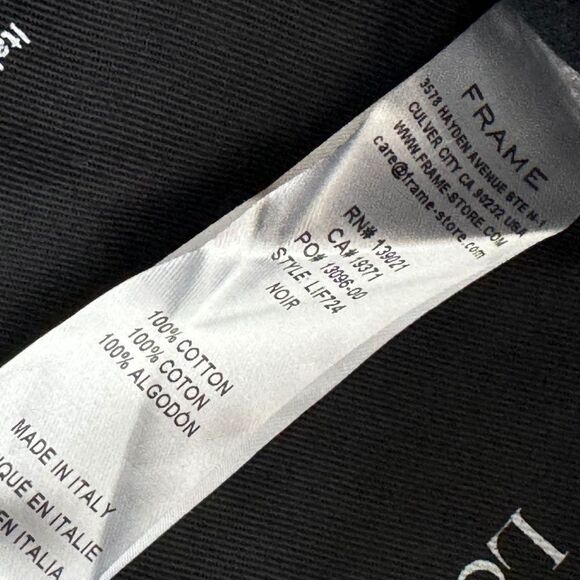 FRAME
3578 HAYDEN AVENUE STE H-1
CULVER CITY CA, 90232 USA
WWW.FRAME-STORE.COM
care@frame-store.com
RN# 139021
CA# 19371
PO# 13096-00
STYLE LIF724
NOIR
100% COTTON
100% COTON
100% ALGODÓN
MADE IN ITALY
QUÉ EN ITALIE
EN ITALIA